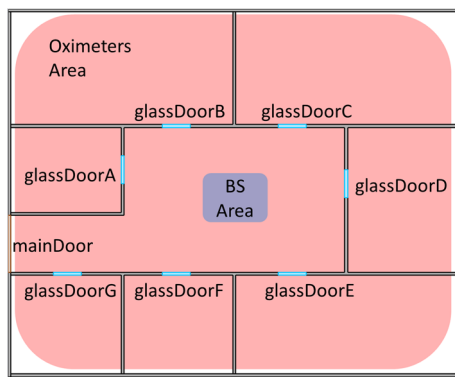 Oximeters
Area
glassDoorB
glassDoorC
glassDoorA
BS
Area
glassDoorD
mainDoor
glassDoorG
glassDoorF
glassDoorE